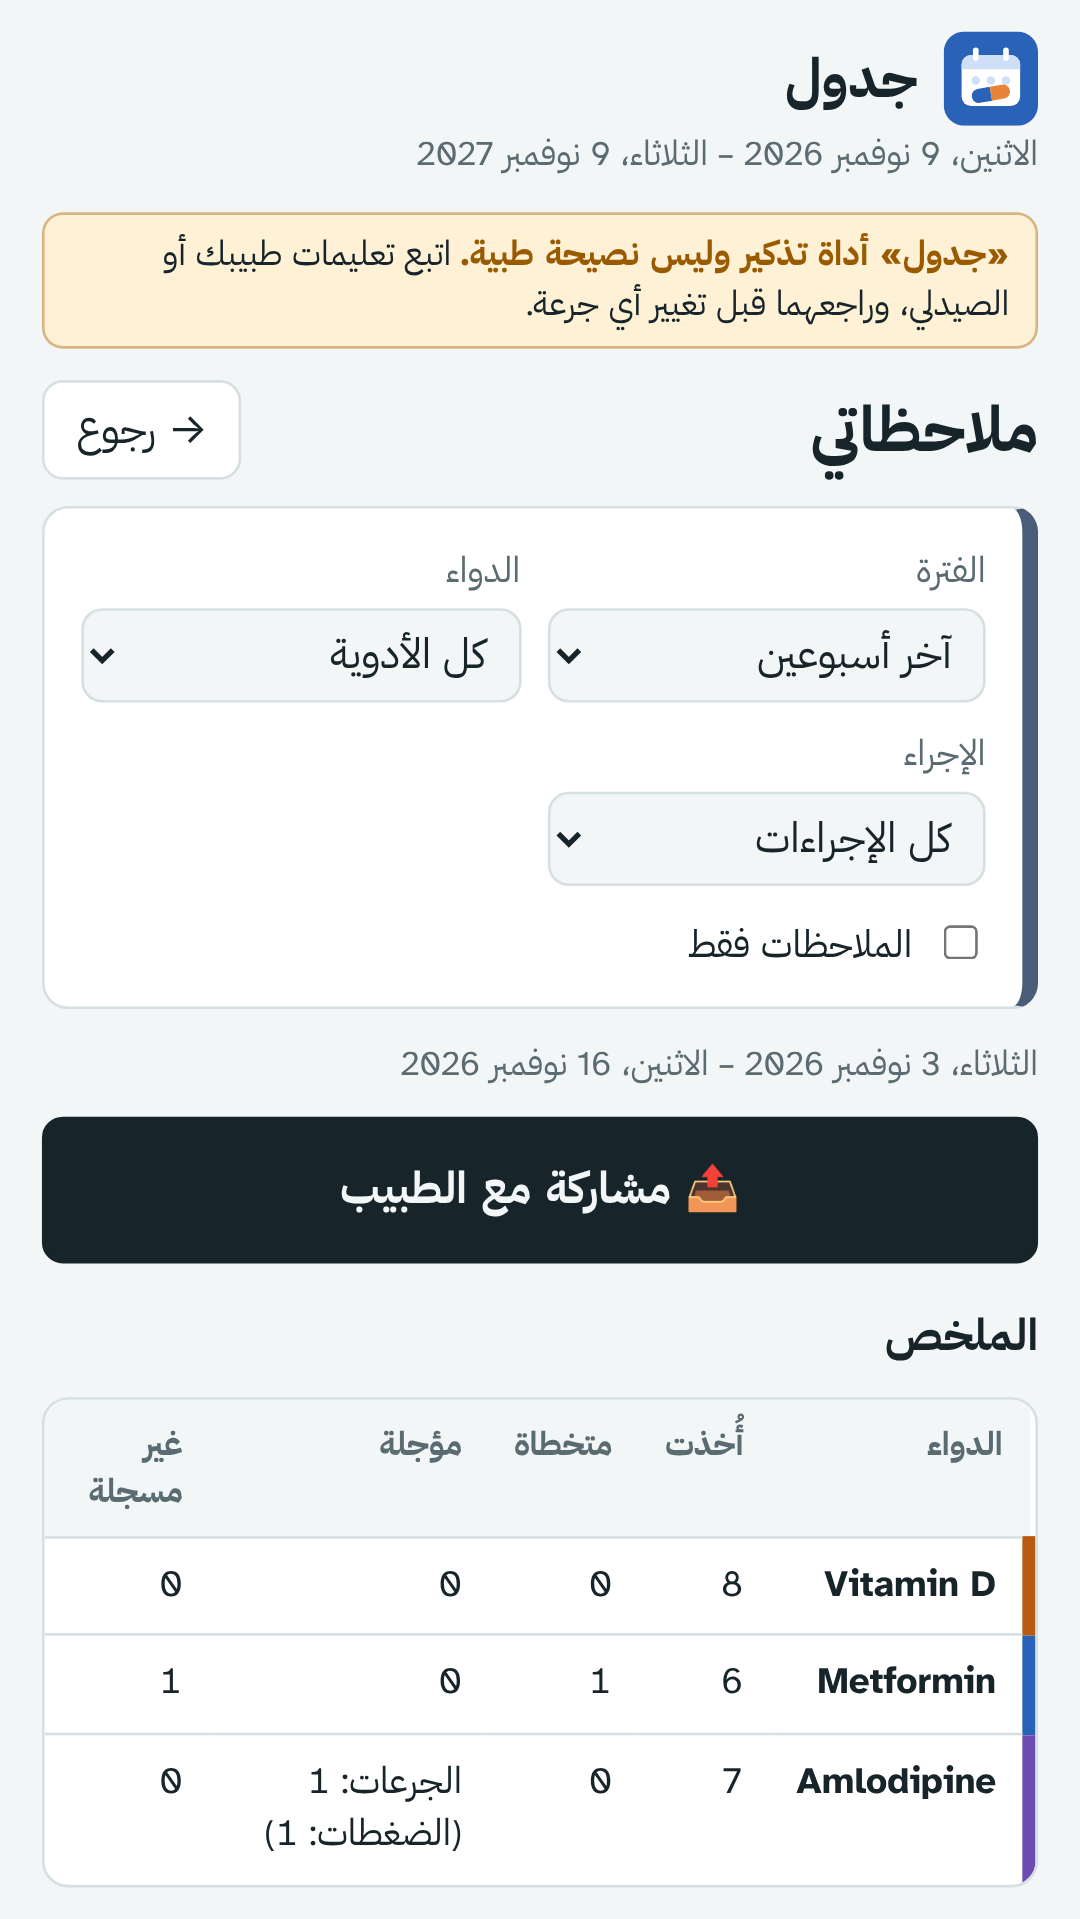 جدول
الاثنين، 9 نوفمبر 2026 – الثلاثاء، 9 نوفمبر 2027
«جدول» أداة تذكير وليس نصيحة طبية. اتبع تعليمات طبيبك أو
الصيدلي، وراجعهما قبل تغيير أي جرعة.
ملاحظاتي
→ رجوع
الفترة
الدواء
آخر أسبوعين
كل الأدوية
الإجراء
كل الإجراءات
الملاحظات فقط
الثلاثاء، 3 نوفمبر 2026 – الاثنين، 16 نوفمبر 2026
📤 مشاركة مع الطبيب
الملخص
الدواء أُخذت متخطاة مؤجلة غير
مسجلة
Vitamin D 8 0 0 0
Metformin 6 1 0 1
Amlodipine 7 0 الجرعات: 1 0
(الضغطات: 1)